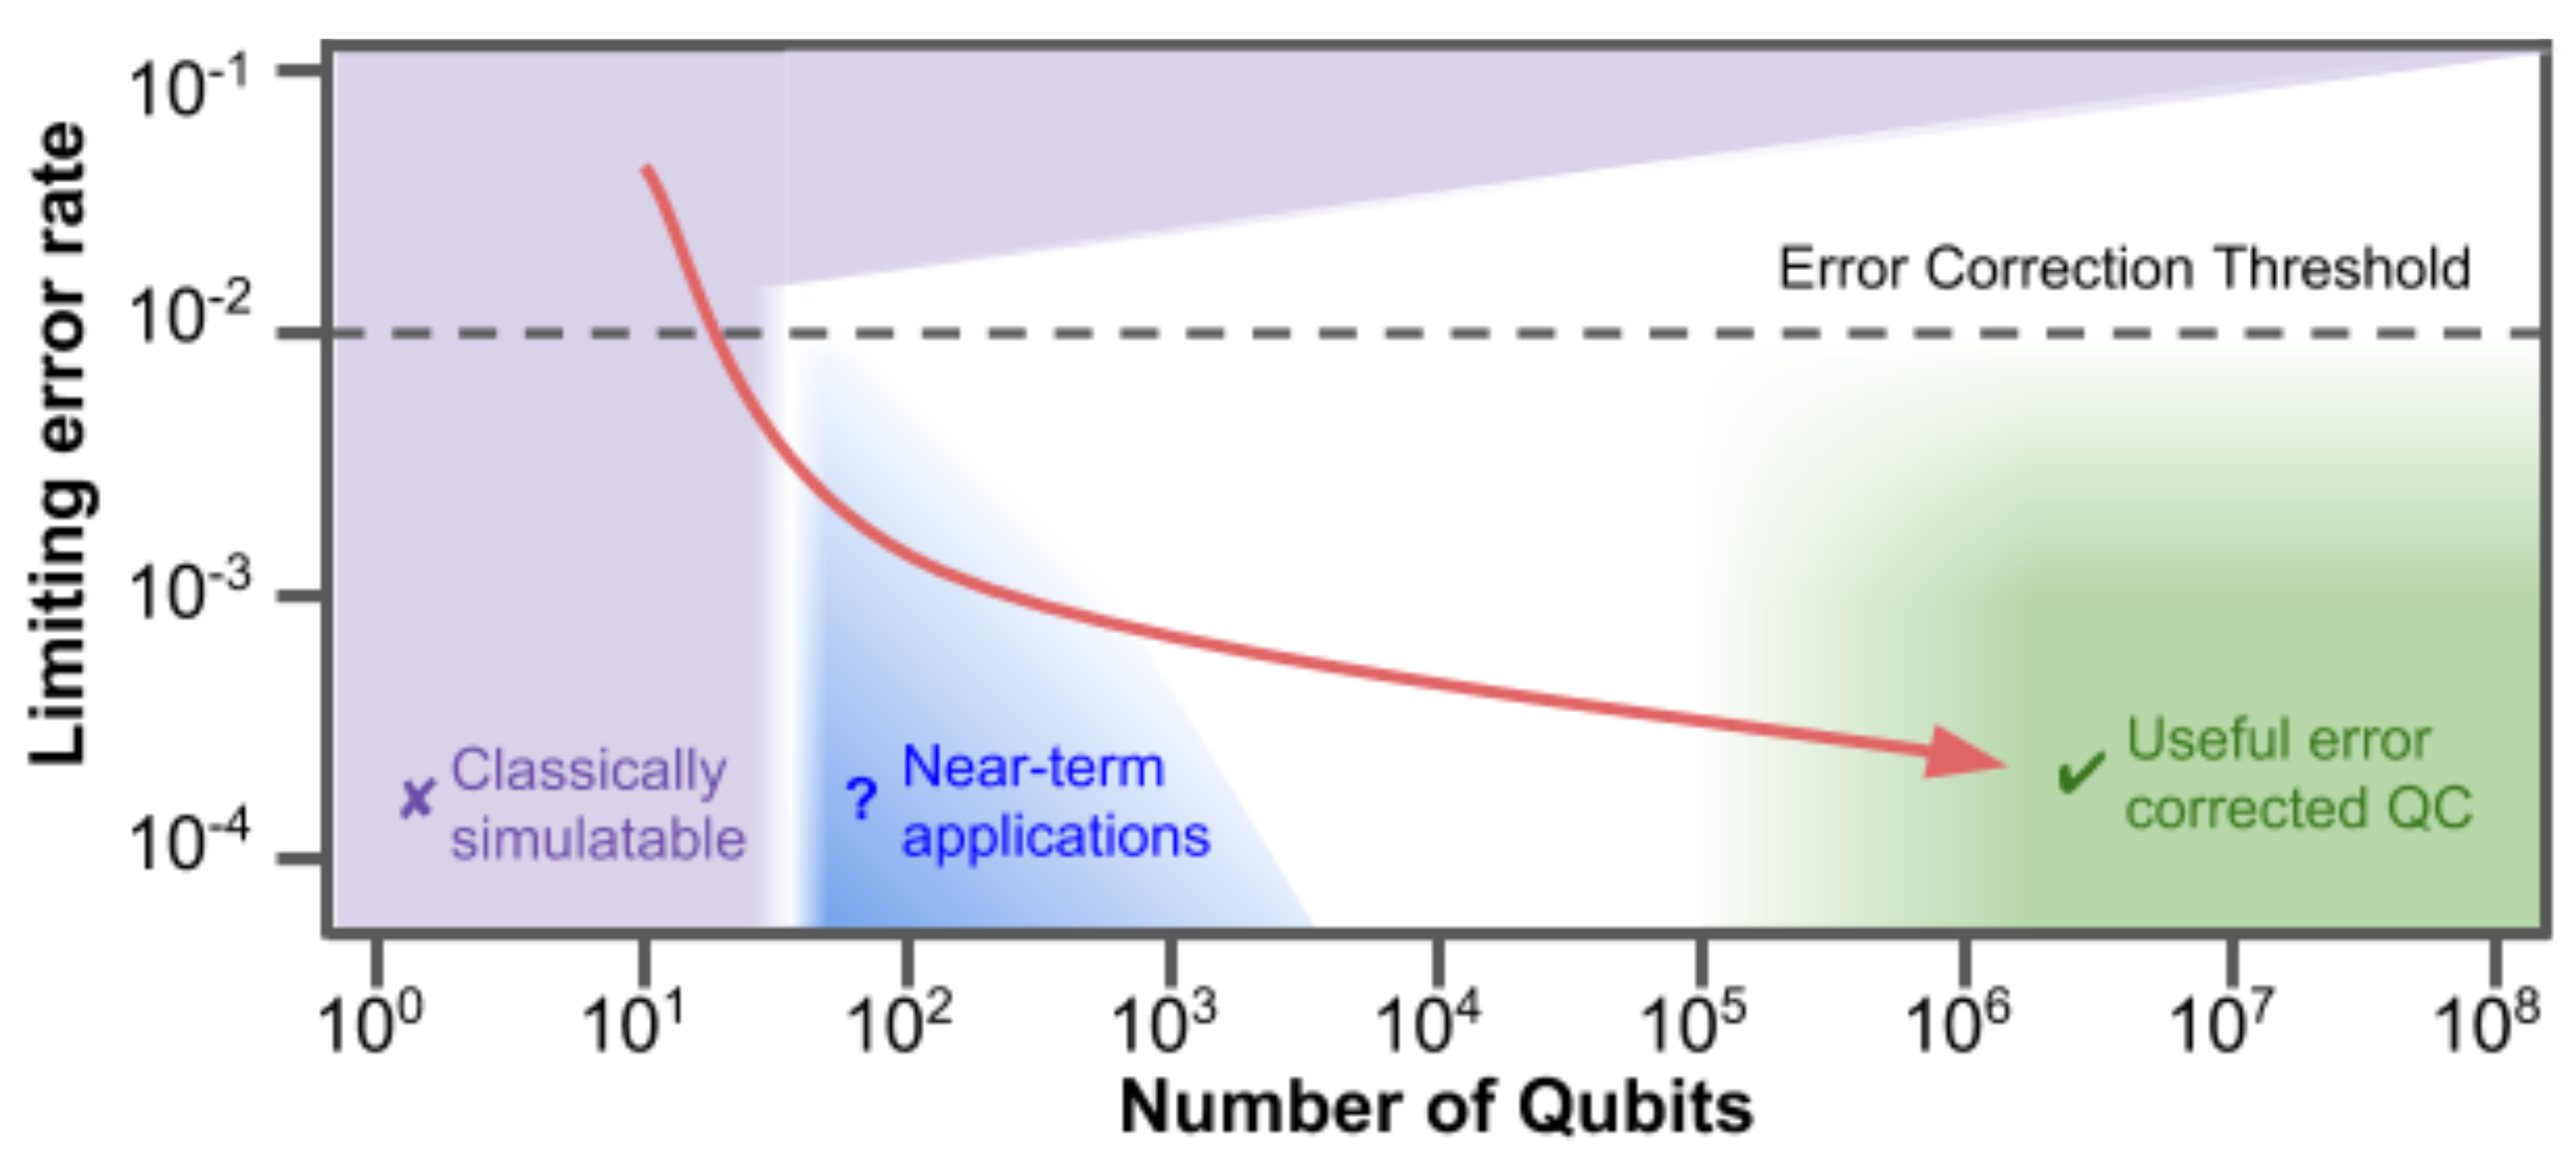 Limiting error rate
10⁻¹
10⁻²
10⁻³
10⁻⁴
Error Correction Threshold
✘ Classically
simulatable
? Near-term
applications
✔ Useful error
corrected QC
10⁰ 10¹ 10² 10³ 10⁴ 10⁵ 10⁶ 10⁷ 10⁸
Number of Qubits